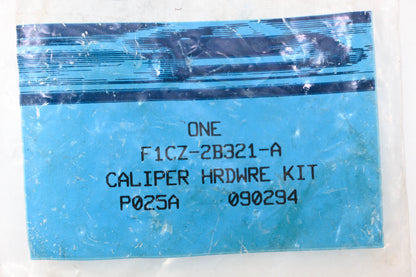 ONE
F1CZ-2B321-A
CALIPER HRDWRE KIT
P025A 090294